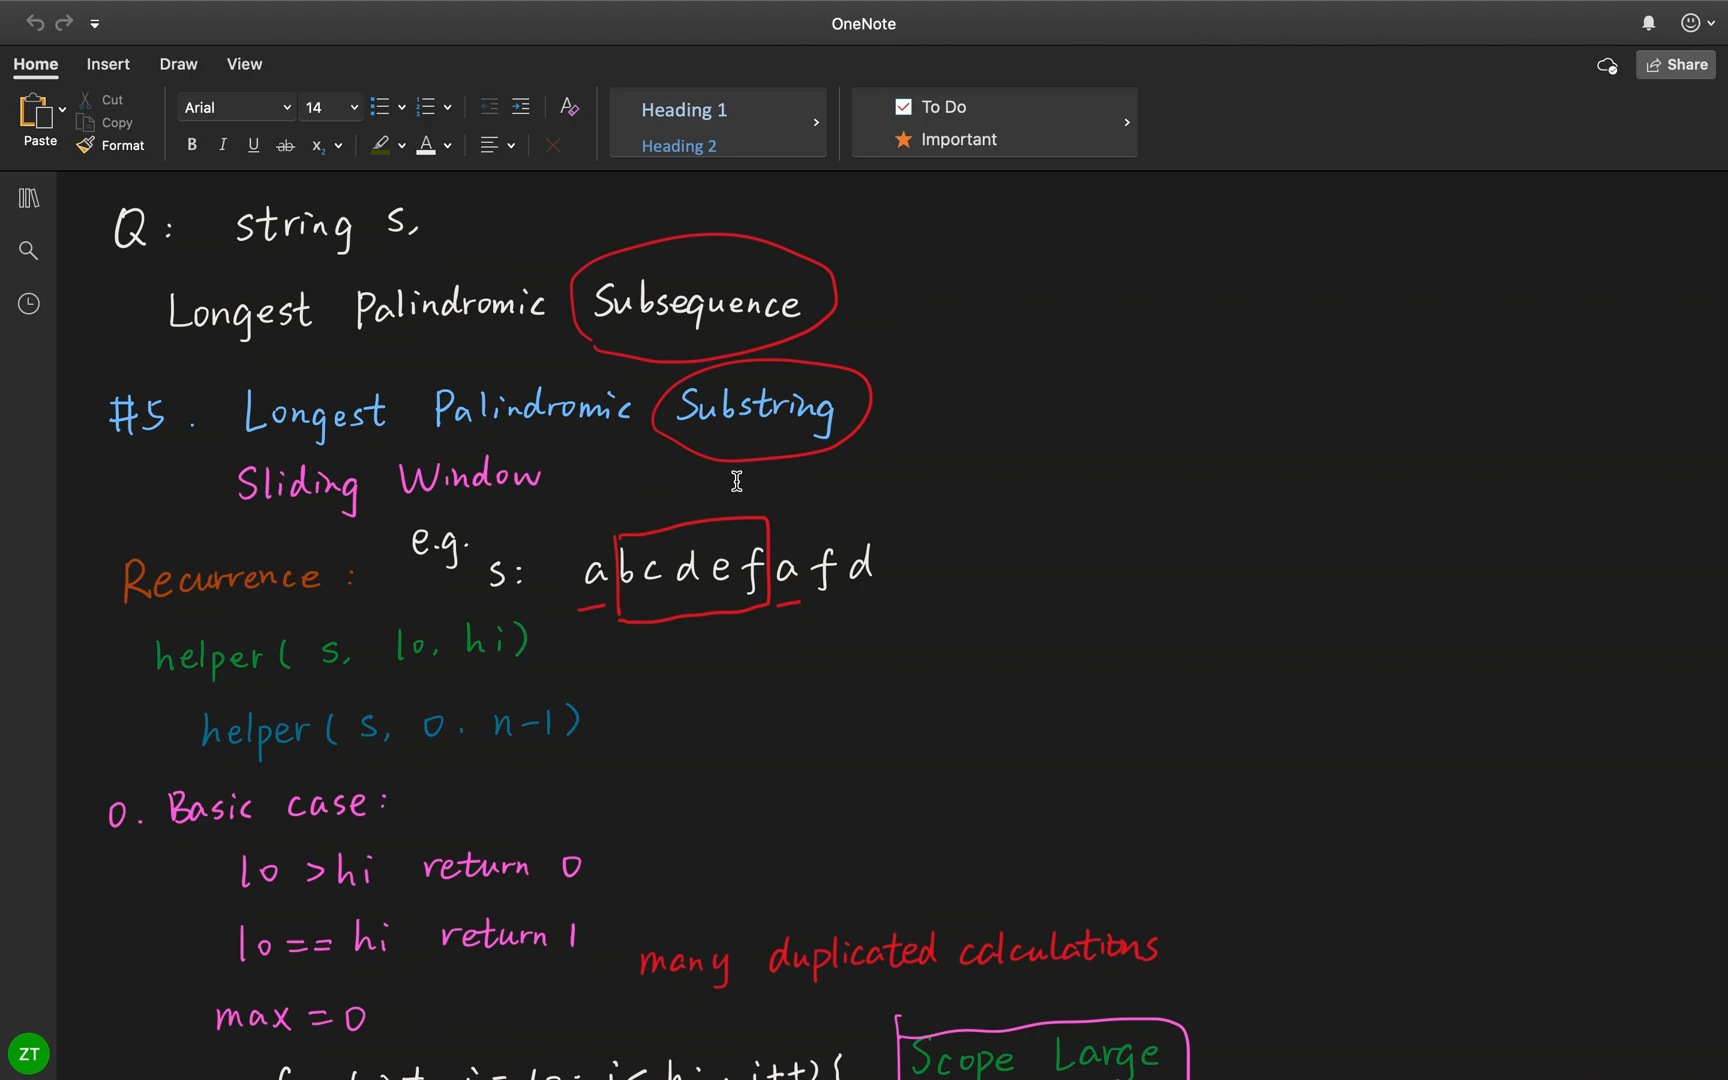 OneNote
Home Insert Draw View
Share
Paste
Cut
Copy
Format
Arial 14
Heading 1
Heading 2
To Do
Important
Q: string s,
Longest Palindromic Subsequence
#5. Longest Palindromic Substring
Sliding Window
e.g.
Recurrence: s: abcdefafd
helper( s, lo, hi)
helper( s, 0. n-1)
0. Basic case:
lo >hi return 0
lo == hi return 1
many duplicated calculations
max = 0
Scope Large
ZT